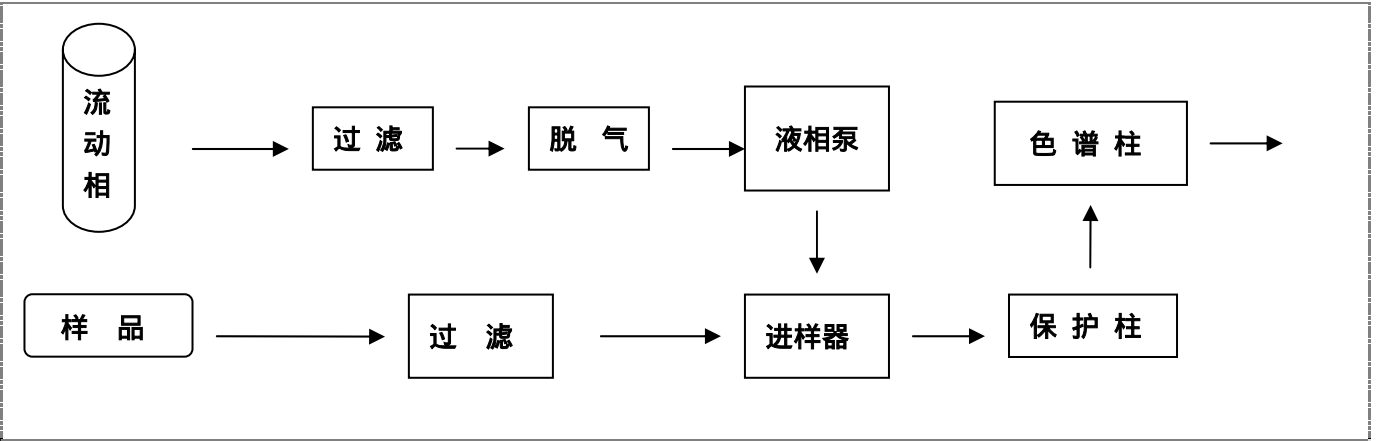 流
动
相
过 滤
脱 气
液相泵
色 谱 柱
样 品
过 滤
进样器
保 护 柱